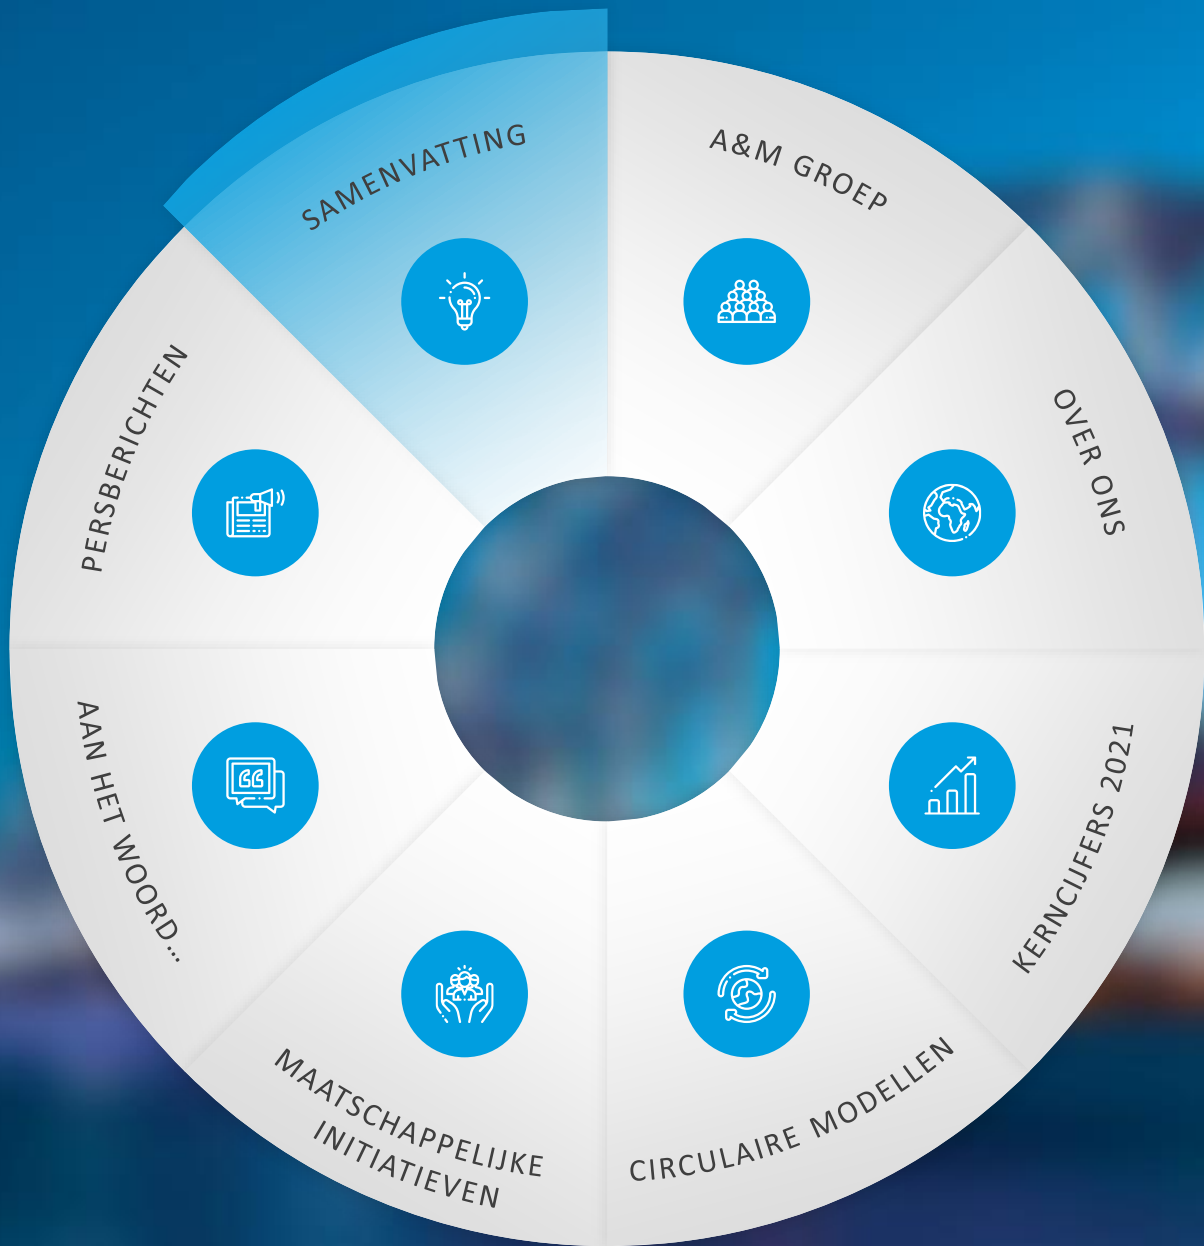 SAMENVATTING
A&M GROEP
OVER ONS
KERNCIJFERS 2021
CIRCULAIRE MODELLEN
MAATSCHAPPELIJKE
INITIATIEVEN
AAN HET WOORD...
PERSBERICHTEN